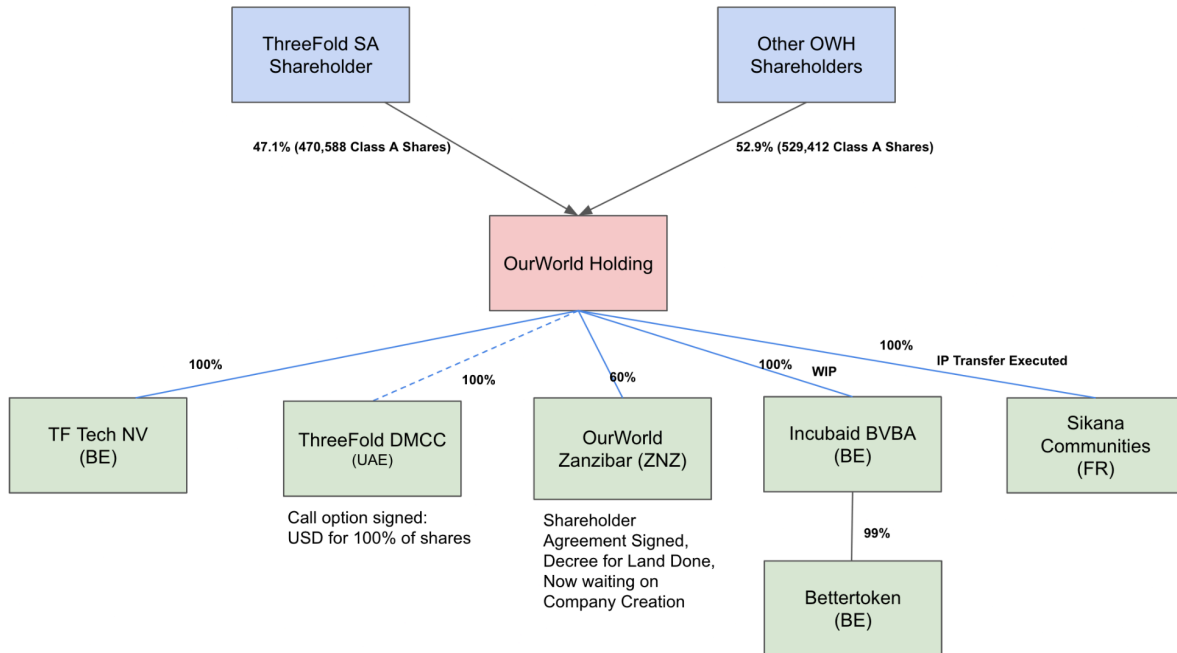 ThreeFold SA
Shareholder
Other OWH
Shareholders
47.1% (470,588 Class A Shares)
52.9% (529,412 Class A Shares)
OurWorld Holding
100%
100%
60%
100%
WIP
100%
IP Transfer Executed
TF Tech NV
(BE)
ThreeFold DMCC
(UAE)
OurWorld
Zanzibar (ZNZ)
Incubaid BVBA
(BE)
Sikana
Communities
(FR)
Call option signed:
USD for 100% of shares
Shareholder
Agreement Signed,
Decree for Land Done,
Now waiting on
Company Creation
99%
Bettertoken
(BE)